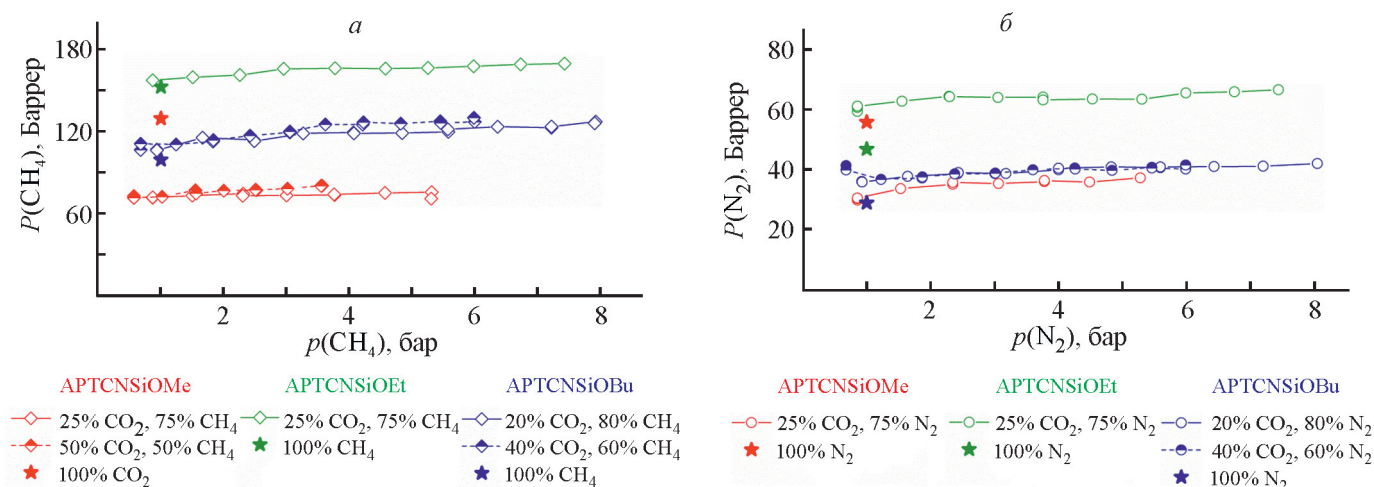 а
P(CH₄), Баррер
180
120
60
2 4 6 8
p(CH₄), бар
APTCNSiOMe APTCNSiOEt APTCNSiOBu
25% CO₂, 75% CH₄ 25% CO₂, 75% CH₄ 20% CO₂, 80% CH₄
50% CO₂, 50% CH₄ 100% CH₄ 40% CO₂, 60% CH₄
100% CO₂ 100% CH₄
б
P(N₂), Баррер
80
60
40
20
2 4 6 8
p(N₂), бар
APTCNSiOMe APTCNSiOEt APTCNSiOBu
25% CO₂, 75% N₂ 25% CO₂, 75% N₂ 20% CO₂, 80% N₂
100% N₂ 100% N₂ 40% CO₂, 60% N₂
100% N₂